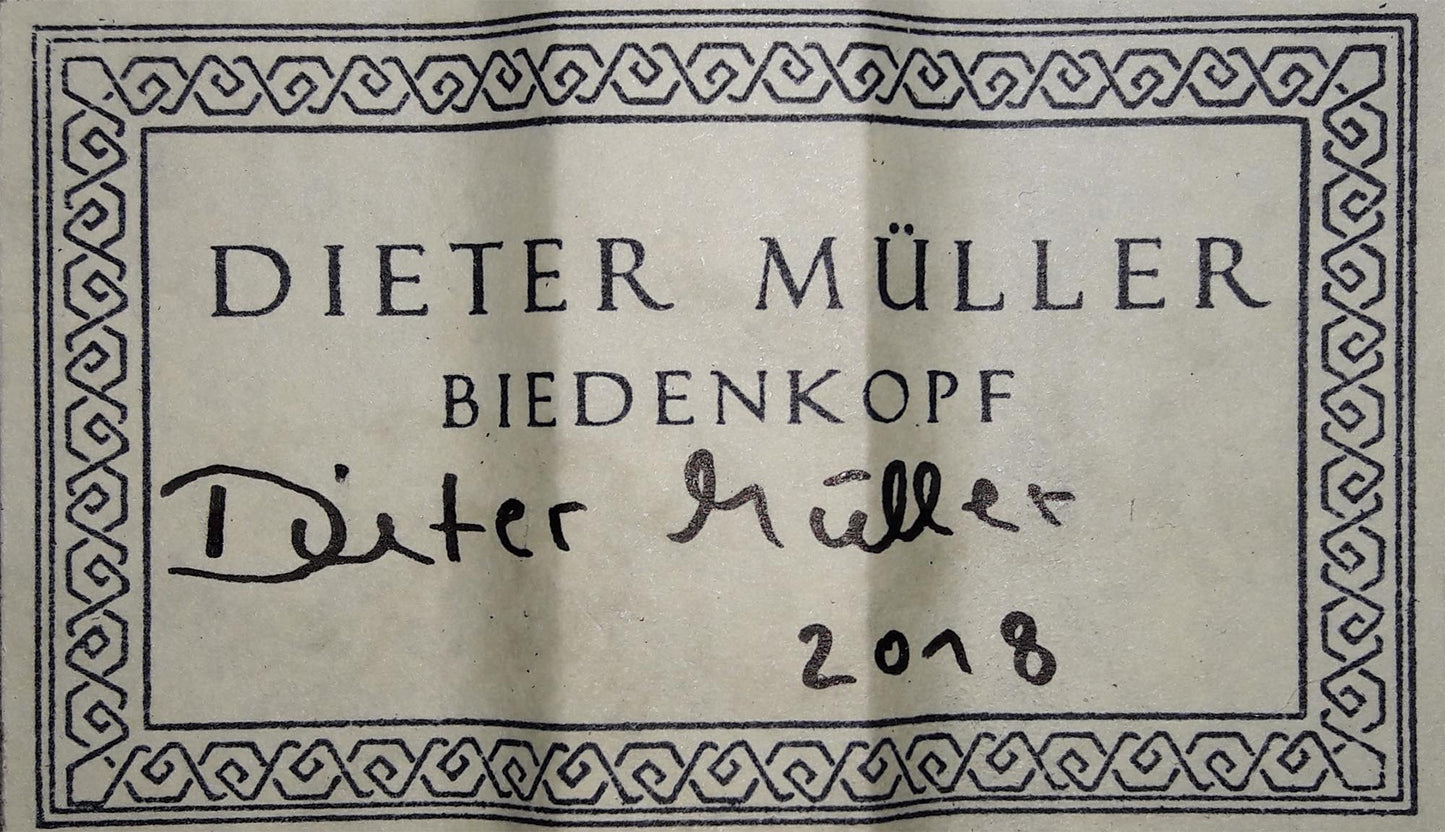 DIETER MÜLLER
BIEDENKOPF
Dieter Müller
2018